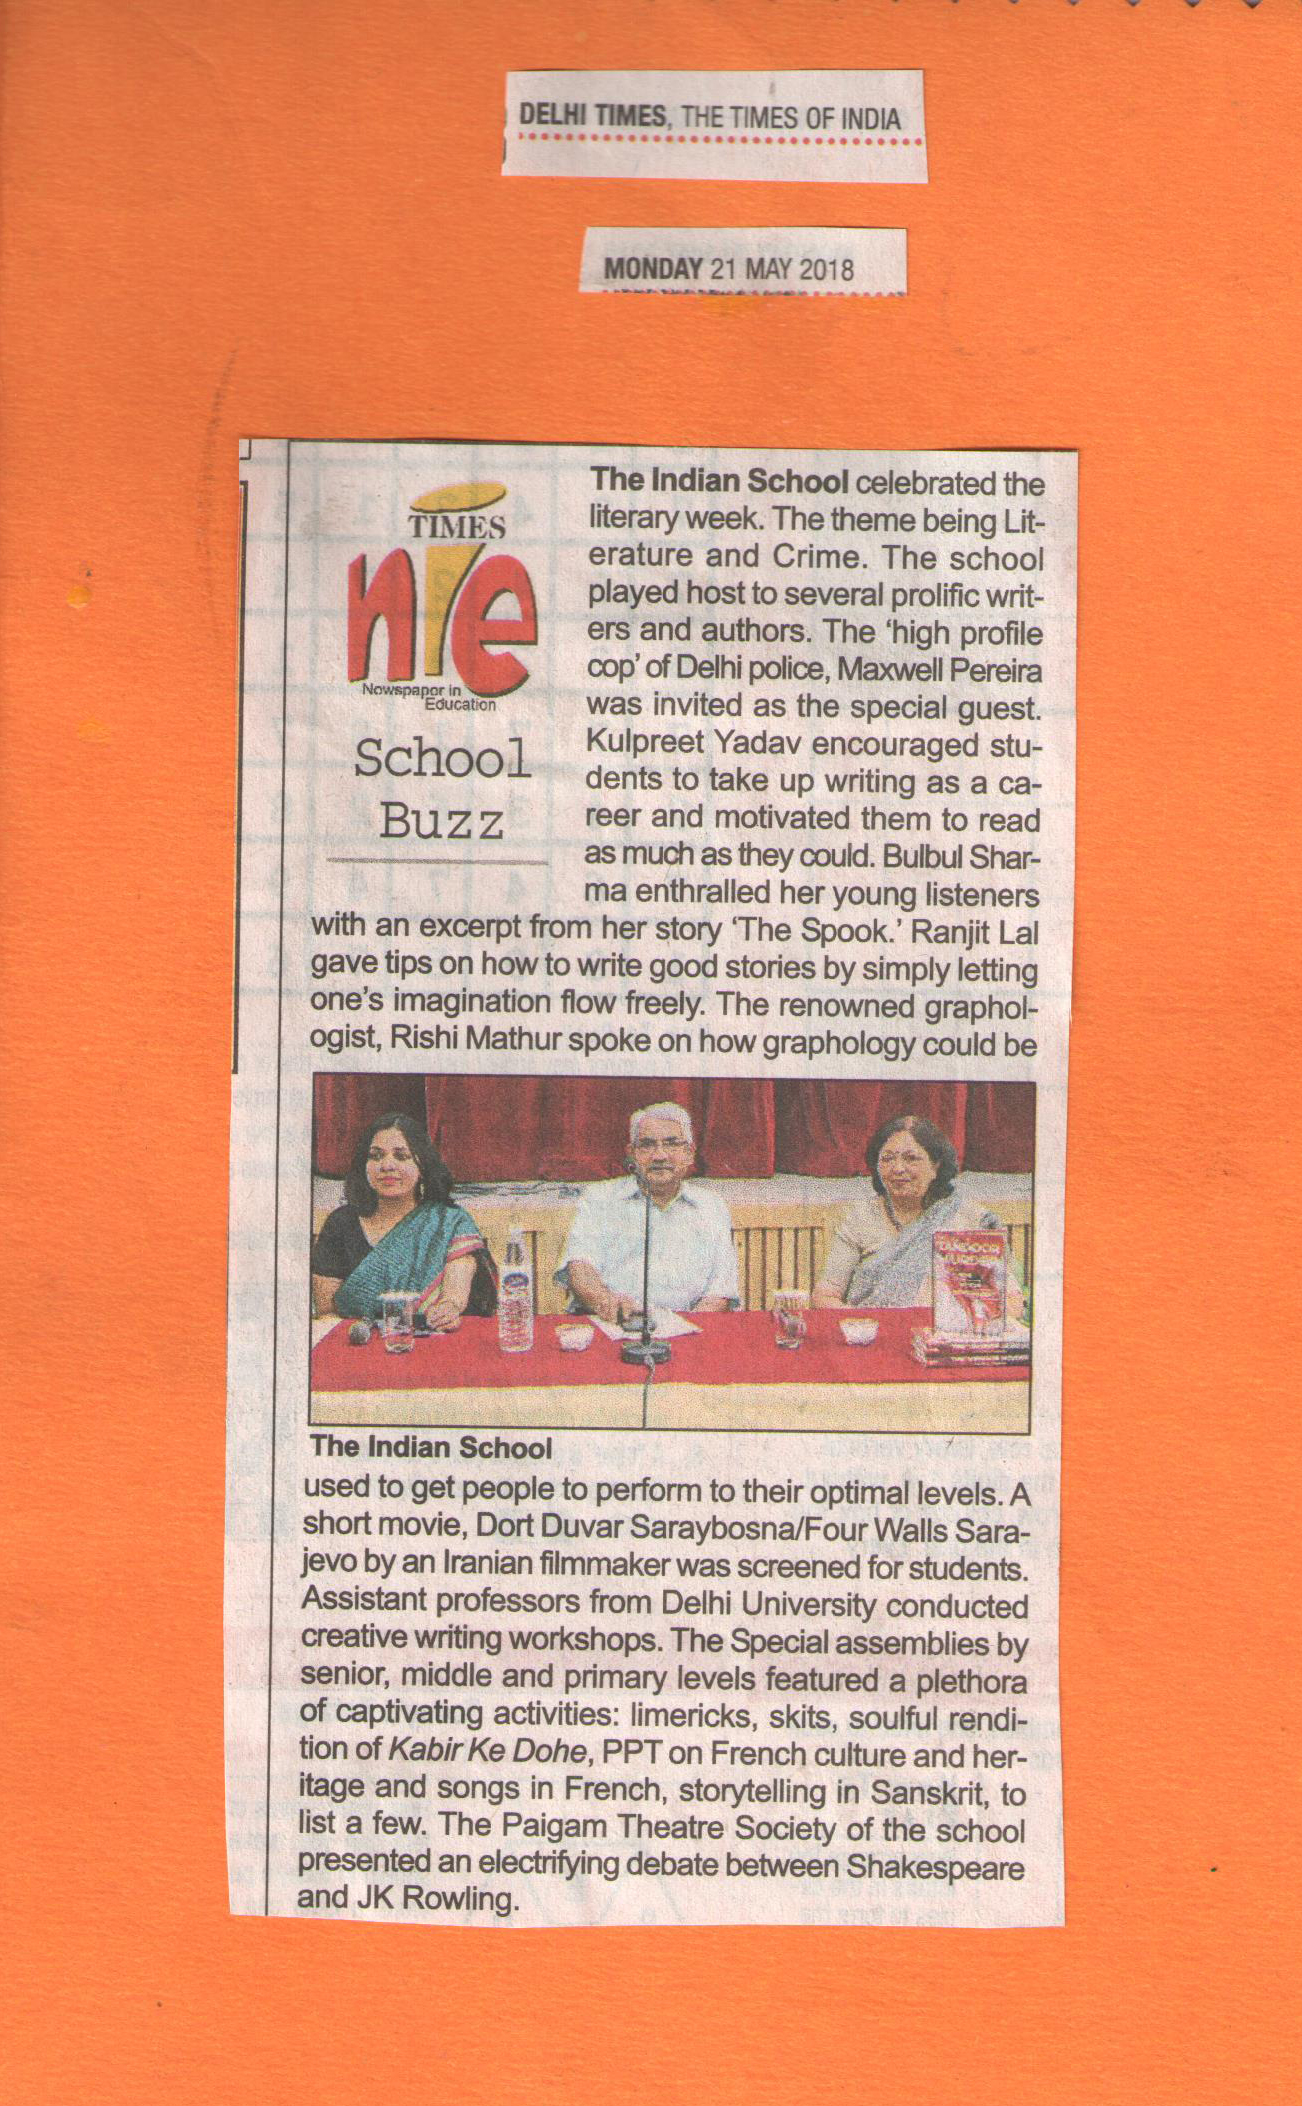 DELHI TIMES, THE TIMES OF INDIA
MONDAY 21 MAY 2018
TIMES
nie
Newspaper in
Education
School
Buzz
The Indian School celebrated the
literary week. The theme being Lit-
erature and Crime. The school
played host to several prolific writ-
ers and authors. The ‘high profile
cop’ of Delhi police, Maxwell Pereira
was invited as the special guest.
Kulpreet Yadav encouraged stu-
dents to take up writing as a ca-
reer and motivated them to read
as much as they could. Bulbul Shar-
ma enthralled her young listeners
with an excerpt from her story ‘The Spook.’ Ranjit Lal
gave tips on how to write good stories by simply letting
one’s imagination flow freely. The renowned graphol-
ogist, Rishi Mathur spoke on how graphology could be
TANDOOR
MURDER
The Indian School
used to get people to perform to their optimal levels. A
short movie, Dort Duvar Saraybosna/Four Walls Sara-
jevo by an Iranian filmmaker was screened for students.
Assistant professors from Delhi University conducted
creative writing workshops. The Special assemblies by
senior, middle and primary levels featured a plethora
of captivating activities: limericks, skits, soulful rendi-
tion of Kabir Ke Dohe, PPT on French culture and her-
itage and songs in French, storytelling in Sanskrit, to
list a few. The Paigam Theatre Society of the school
presented an electrifying debate between Shakespeare
and JK Rowling.